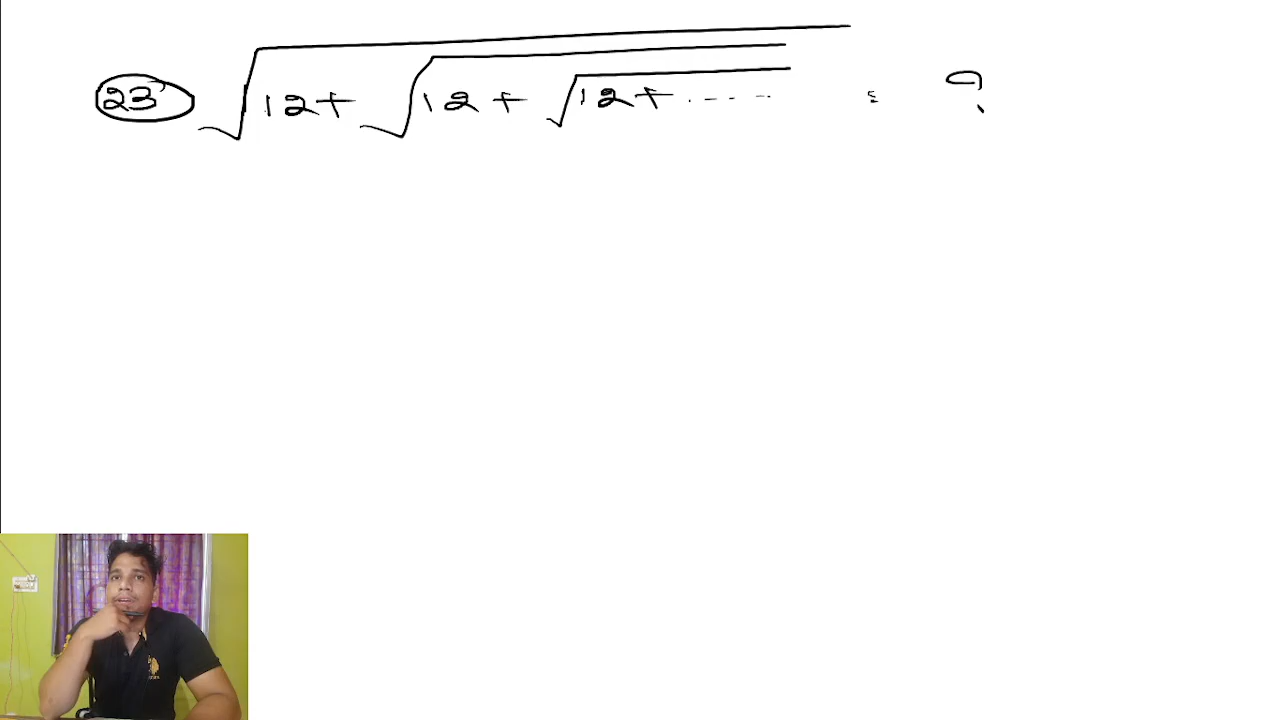 23) √12+√12+√12+..... = ?